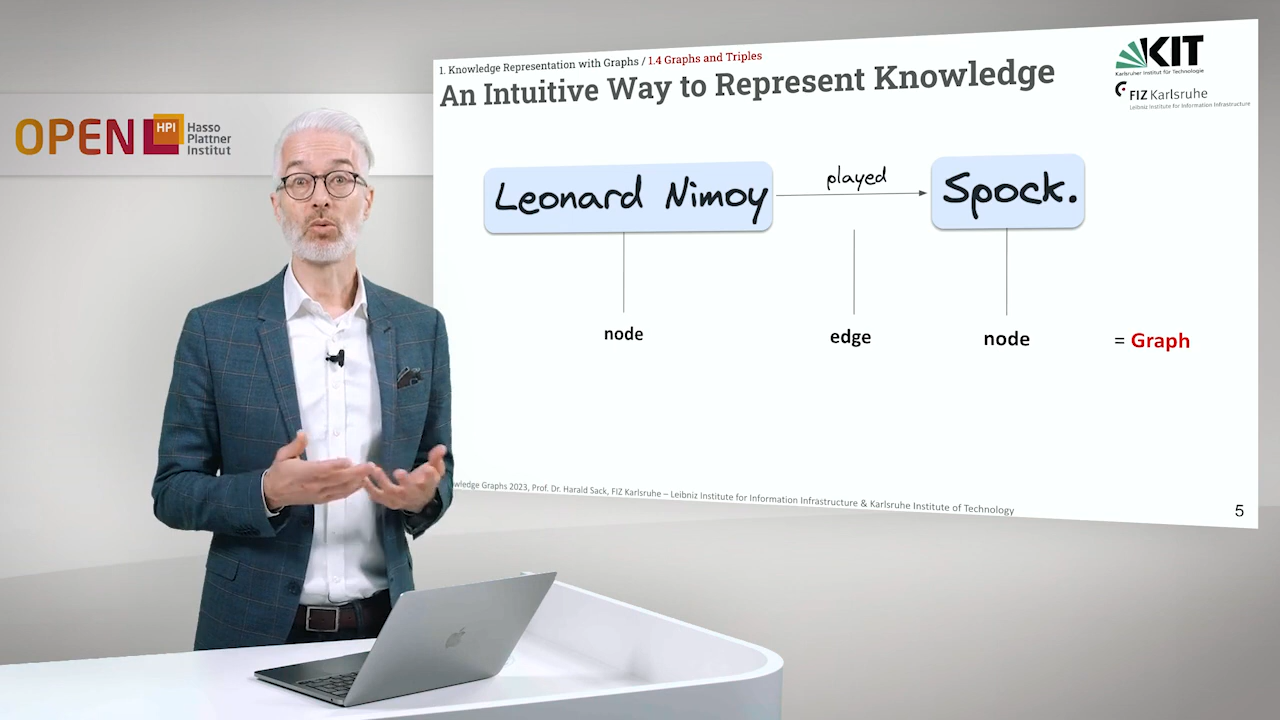 OPEN HPI Hasso
Plattner
Institut
1. Knowledge Representation with Graphs / 1.4 Graphs and Triples
An Intuitive Way to Represent Knowledge
KIT
Karlsruher Institut für Technologie
FIZ Karlsruhe
Leibniz Institute for Information Infrastructure
Leonard Nimoy
played
Spock.
node
edge
node
= Graph
wledge Graphs 2023, Prof. Dr. Harald Sack, FIZ Karlsruhe – Leibniz Institute for Information Infrastructure & Karlsruhe Institute of Technology
5